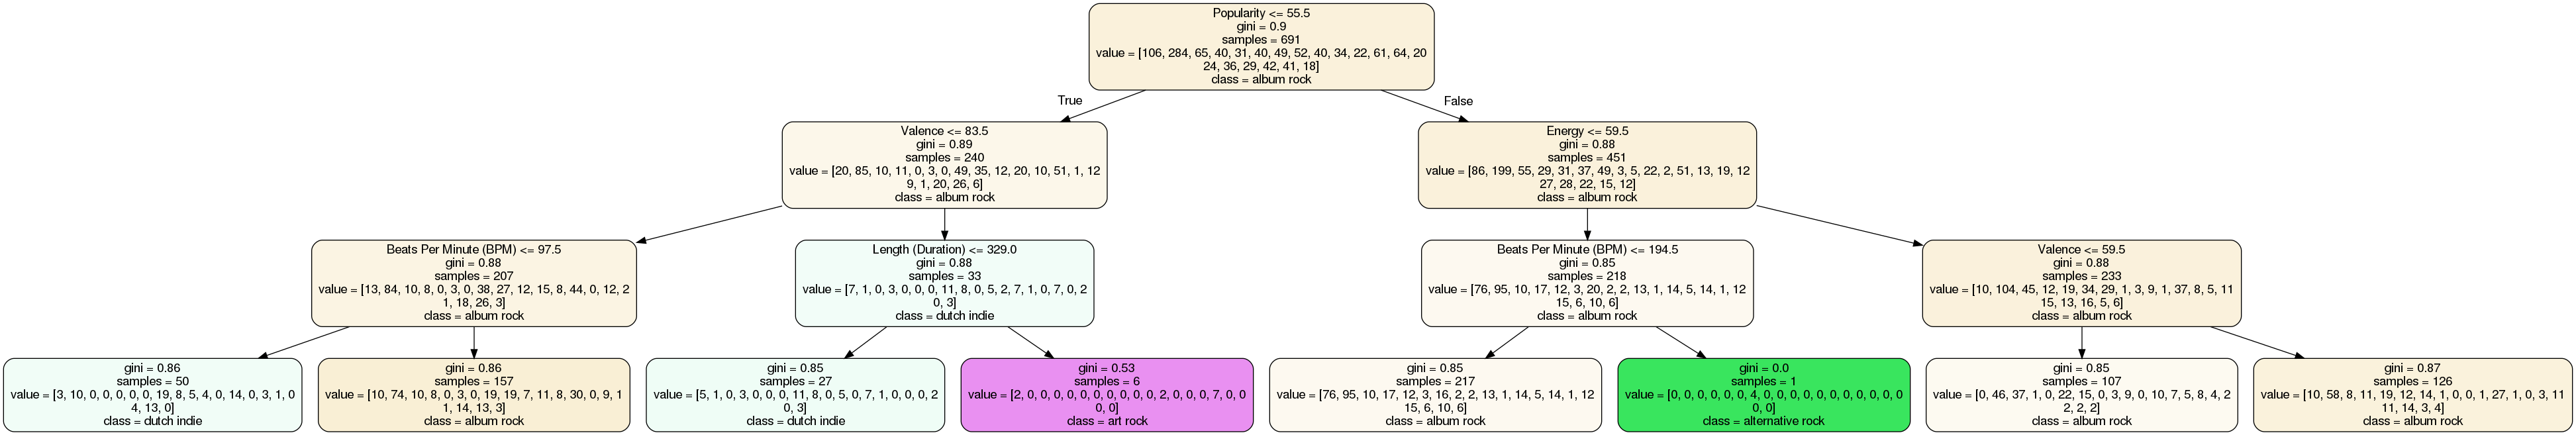 Popularity <= 55.5
gini = 0.9
samples = 691
value = [106, 284, 65, 40, 31, 40, 49, 52, 40, 34, 22, 61, 64, 20
24, 36, 29, 42, 41, 18]
class = album rock
True
False
Valence <= 83.5
gini = 0.89
samples = 240
value = [20, 85, 10, 11, 0, 3, 0, 49, 35, 12, 20, 10, 51, 1, 12
9, 1, 20, 26, 6]
class = album rock
Energy <= 59.5
gini = 0.88
samples = 451
value = [86, 199, 55, 29, 31, 37, 49, 3, 5, 22, 2, 51, 13, 19, 12
27, 28, 22, 15, 12]
class = album rock
Beats Per Minute (BPM) <= 97.5
gini = 0.88
samples = 207
value = [13, 84, 10, 8, 0, 3, 0, 38, 27, 12, 15, 8, 44, 0, 12, 2
1, 18, 26, 3]
class = album rock
Length (Duration) <= 329.0
gini = 0.88
samples = 33
value = [7, 1, 0, 3, 0, 0, 0, 11, 8, 0, 5, 2, 7, 1, 0, 7, 0, 2
0, 3]
class = dutch indie
Beats Per Minute (BPM) <= 194.5
gini = 0.85
samples = 218
value = [76, 95, 10, 17, 12, 3, 20, 2, 2, 13, 1, 14, 5, 14, 1, 12
15, 6, 10, 6]
class = album rock
Valence <= 59.5
gini = 0.88
samples = 233
value = [10, 104, 45, 12, 19, 34, 29, 1, 3, 9, 1, 37, 8, 5, 11
15, 13, 16, 5, 6]
class = album rock
gini = 0.86
samples = 50
value = [3, 10, 0, 0, 0, 0, 0, 19, 8, 5, 4, 0, 14, 0, 3, 1, 0
4, 13, 0]
class = dutch indie
gini = 0.86
samples = 157
value = [10, 74, 10, 8, 0, 3, 0, 19, 19, 7, 11, 8, 30, 0, 9, 1
1, 14, 13, 3]
class = album rock
gini = 0.85
samples = 27
value = [5, 1, 0, 3, 0, 0, 0, 11, 8, 0, 5, 0, 7, 1, 0, 0, 0, 2
0, 3]
class = dutch indie
gini = 0.53
samples = 6
value = [2, 0, 0, 0, 0, 0, 0, 0, 0, 0, 0, 2, 0, 0, 0, 7, 0, 0
0, 0]
class = art rock
gini = 0.85
samples = 217
value = [76, 95, 10, 17, 12, 3, 16, 2, 2, 13, 1, 14, 5, 14, 1, 12
15, 6, 10, 6]
class = album rock
gini = 0.0
samples = 1
value = [0, 0, 0, 0, 0, 0, 4, 0, 0, 0, 0, 0, 0, 0, 0, 0, 0, 0
0, 0]
class = alternative rock
gini = 0.85
samples = 107
value = [0, 46, 37, 1, 0, 22, 15, 0, 3, 9, 0, 10, 7, 5, 8, 4, 2
2, 2, 2]
class = album rock
gini = 0.87
samples = 126
value = [10, 58, 8, 11, 19, 12, 14, 1, 0, 0, 1, 27, 1, 0, 3, 11
11, 14, 3, 4]
class = album rock